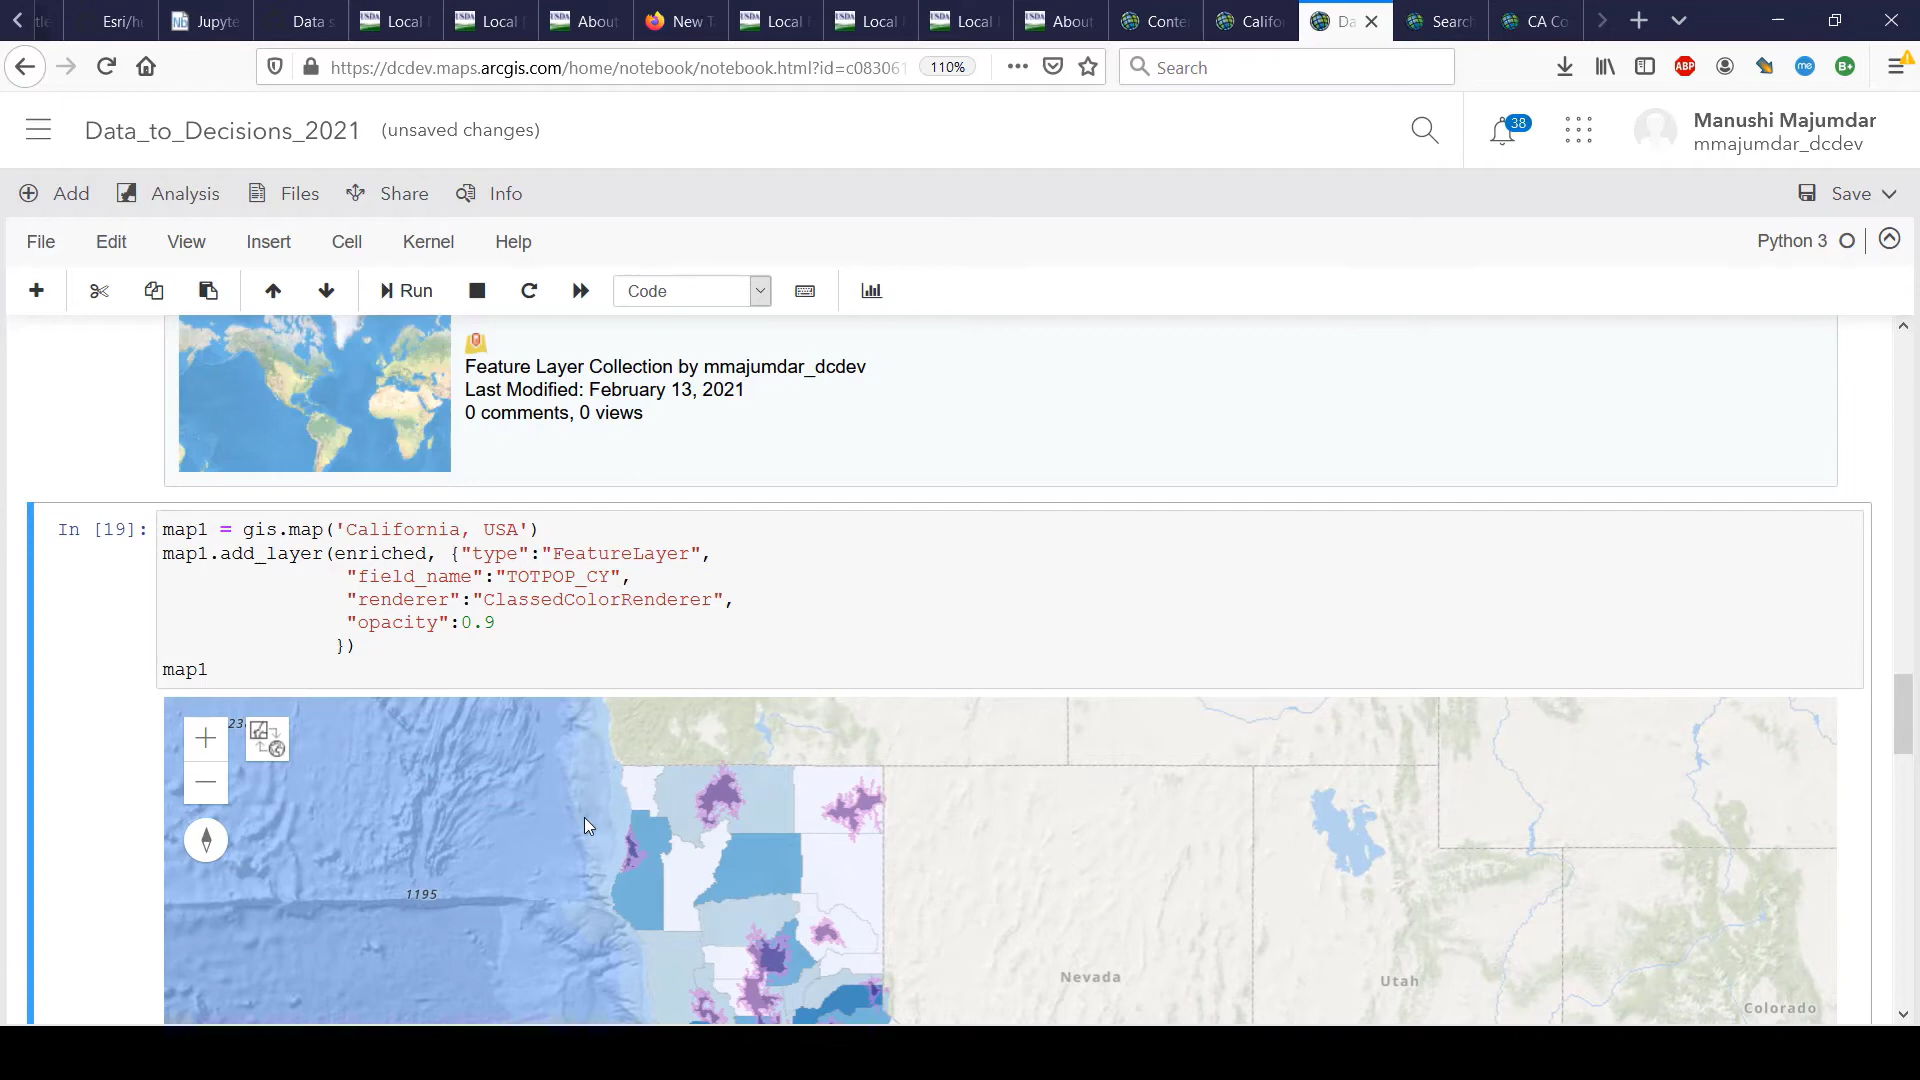 Esri/h
Jupyte
Data s
Local
Local
About
New T
Local
Local
Local
About
Conte
Califo
Da
Search
CA Co
https://dcdev.maps.arcgis.com/home/notebook/notebook.html?id=c083061
110%
Search
ABP
me
B+
Data_to_Decisions_2021 (unsaved changes)
38
Manushi Majumdar
mmajumdar_dcdev
Add Analysis Files Share Info
Save
File Edit View Insert Cell Kernel Help
Python 3
Run
Code
Feature Layer Collection by mmajumdar_dcdev
Last Modified: February 13, 2021
0 comments, 0 views
In [19]:
map1 = gis.map('California, USA')
map1.add_layer(enriched, {"type":"FeatureLayer",
"field_name":"TOTPOP_CY",
"renderer":"ClassedColorRenderer",
"opacity":0.9
})
map1
1195
Nevada
Utah
Colorado